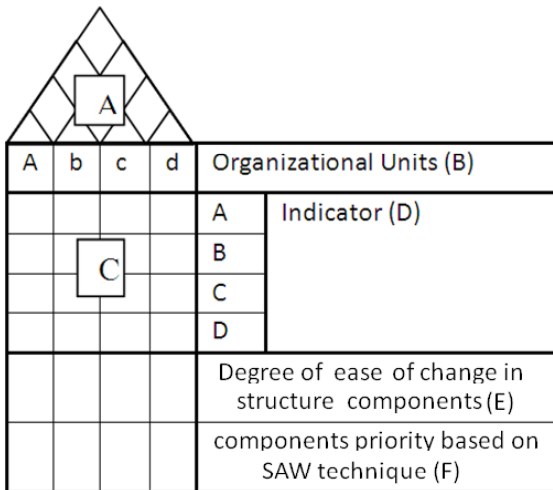 A
A b c d Organizational Units (B)
A Indicator (D)
B
C
C
D
Degree of ease of change in
structure components (E)
components priority based on
SAW technique (F)